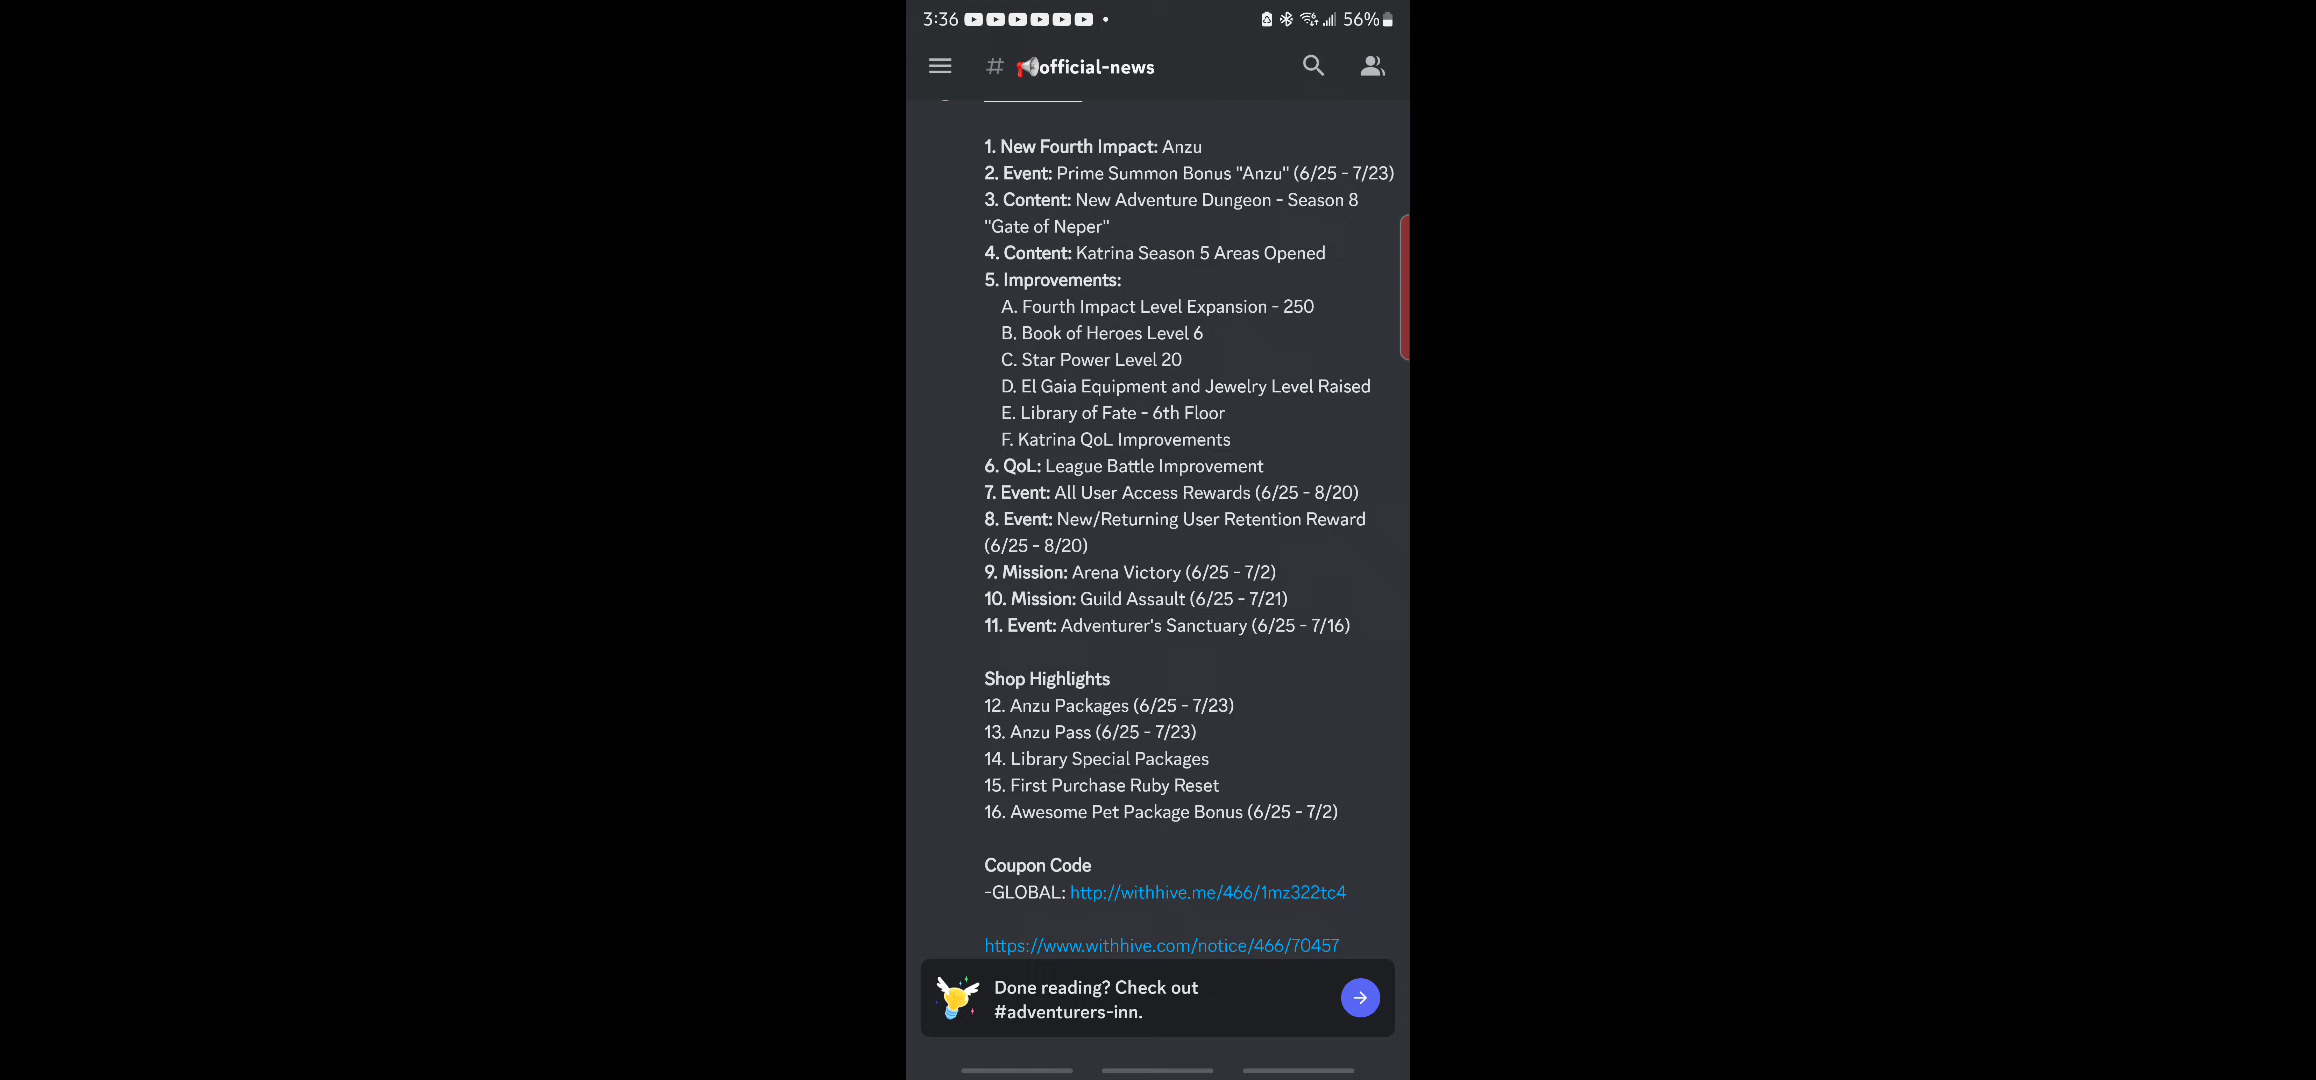 3:36
56%
# 📢official-news
1. New Fourth Impact: Anzu
2. Event: Prime Summon Bonus "Anzu" (6/25 - 7/23)
3. Content: New Adventure Dungeon - Season 8
"Gate of Neper"
4. Content: Katrina Season 5 Areas Opened
5. Improvements:
A. Fourth Impact Level Expansion - 250
B. Book of Heroes Level 6
C. Star Power Level 20
D. El Gaia Equipment and Jewelry Level Raised
E. Library of Fate - 6th Floor
F. Katrina QoL Improvements
6. QoL: League Battle Improvement
7. Event: All User Access Rewards (6/25 - 8/20)
8. Event: New/Returning User Retention Reward
(6/25 - 8/20)
9. Mission: Arena Victory (6/25 - 7/2)
10. Mission: Guild Assault (6/25 - 7/21)
11. Event: Adventurer's Sanctuary (6/25 - 7/16)
Shop Highlights
12. Anzu Packages (6/25 - 7/23)
13. Anzu Pass (6/25 - 7/23)
14. Library Special Packages
15. First Purchase Ruby Reset
16. Awesome Pet Package Bonus (6/25 - 7/2)
Coupon Code
-GLOBAL: http://withhive.me/466/1mz322tc4
https://www.withhive.com/notice/466/70457
Done reading? Check out
#adventurers-inn.